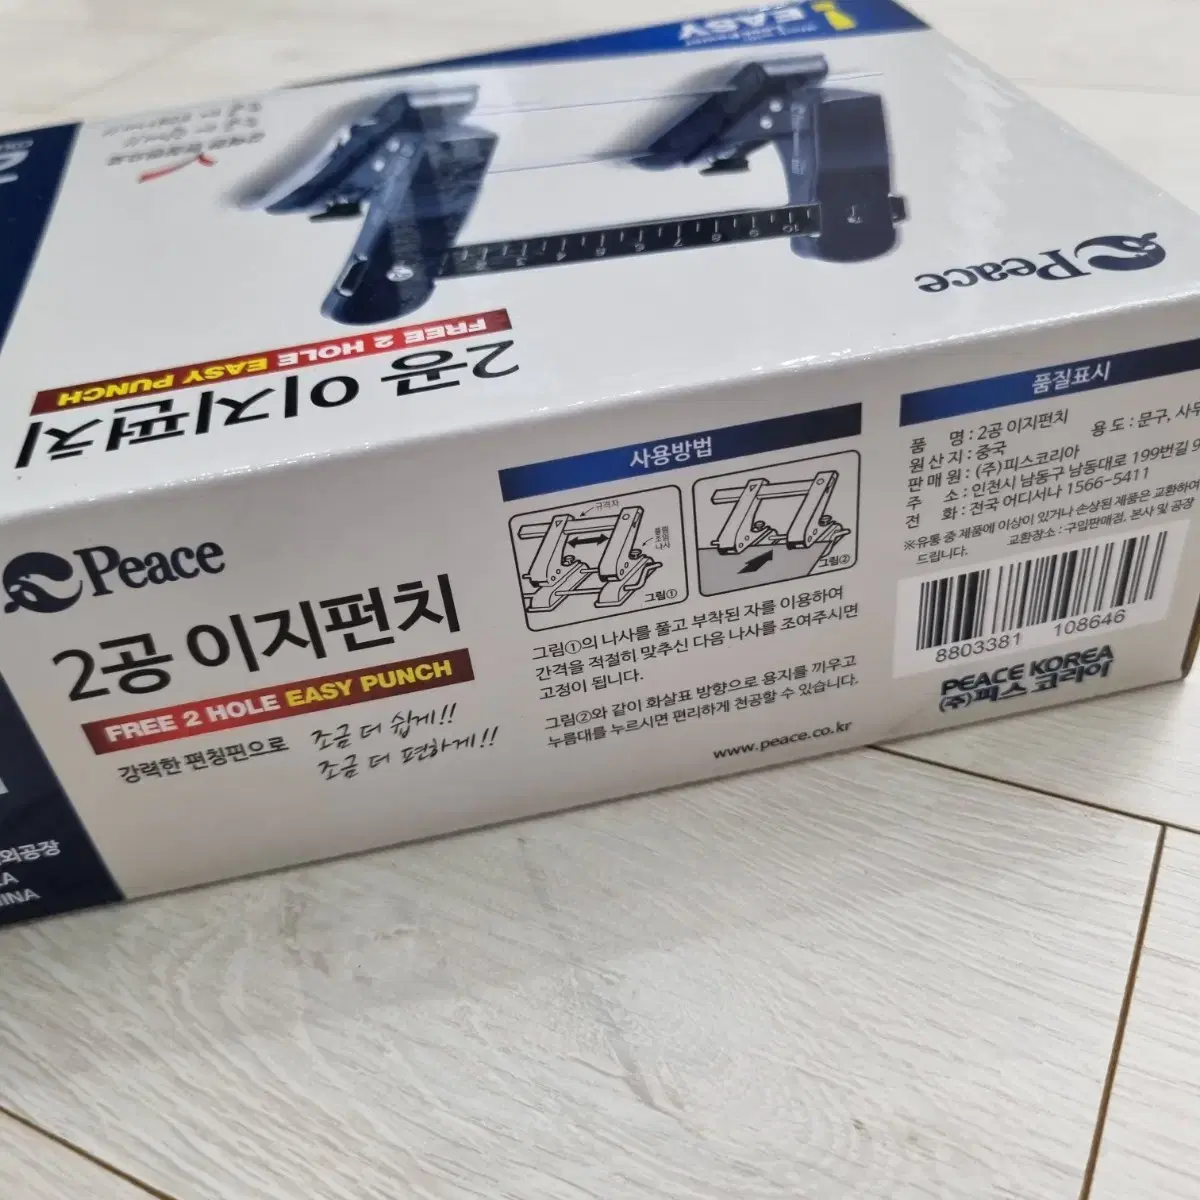 EASY
Peace
FREE 2 HOLE EASY PUNCH
2공 이지펀치
Peace
2공 이지펀치
FREE 2 HOLE EASY PUNCH
강력한 펀칭핀으로
조금 더 쉽게!!
조금 더 편하게!!
사용방법
규격자
그림①
그림②
그림①의 나사를 풀고 부착된 자를 이용하여
간격을 적절히 맞추신 다음 나사를 조여주시면
고정이 됩니다.
그림②와 같이 화살표 방향으로 용지를 끼우고
누름대를 누르시면 편리하게 천공할 수 있습니다.
www.peace.co.kr
품질표시
품 명 : 2공 이지펀치
용 도 : 문구, 사무
원 산 지 : 중국
판 매 원 : (주)피스코리아
주 소 : 인천시 남동구 남동대로 199번길 9
전 화 : 전국 어디서나 1566-5411
※유통 중 제품에 이상이 있거나 손상된 제품은 교환하여
드립니다. 교환장소 : 구입판매점, 본사 및 공장
8803381 108646
PEACE KOREA
(주)피스 코리아
외공장